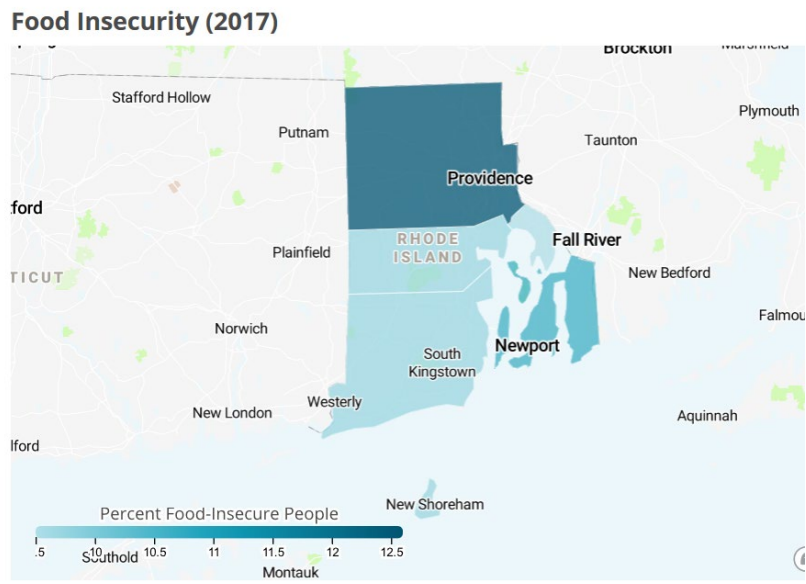 Food Insecurity (2017)
Brockton
Stafford Hollow
Plymouth
Putnam
Taunton
Providence
ford
RHODE
ISLAND
Fall River
Plainfield
TICUT
New Bedford
Norwich
Falmou
Newport
South
Kingstown
Westerly
New London
Aquinnah
lford
New Shoreham
Percent Food-Insecure People
.5 10 10.5 11 11.5 12 12.5
Southold
Montauk